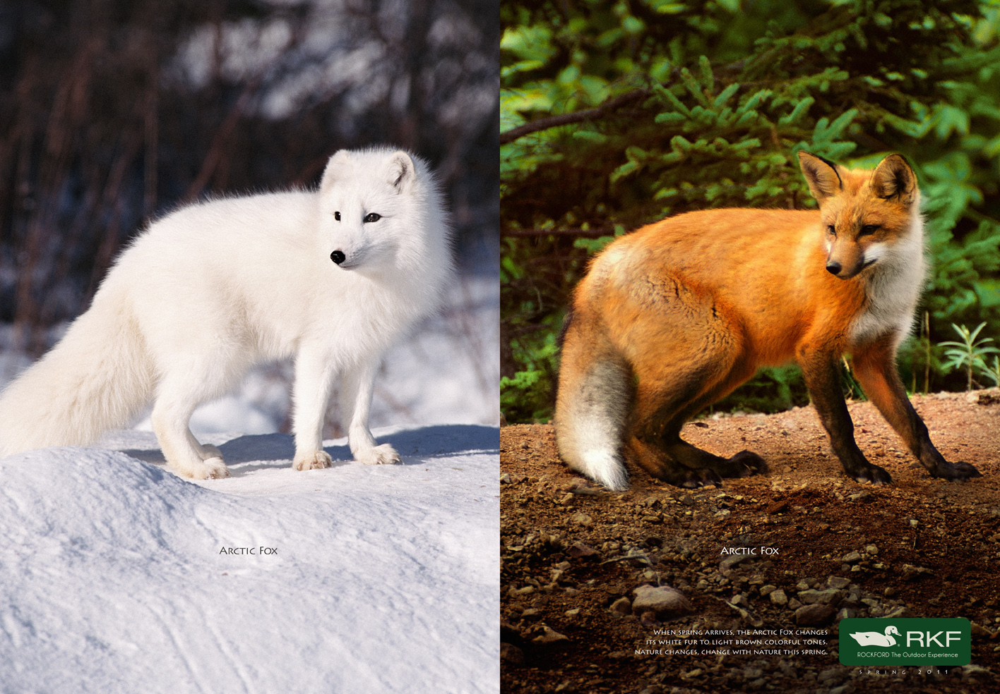 Arctic Fox
Arctic Fox
When spring arrives, the Arctic Fox changes
its white fur to light brown colorful tones.
Nature changes, change with nature this spring.
RKF
ROCKFORD The Outdoor Experience
SPRING 2011